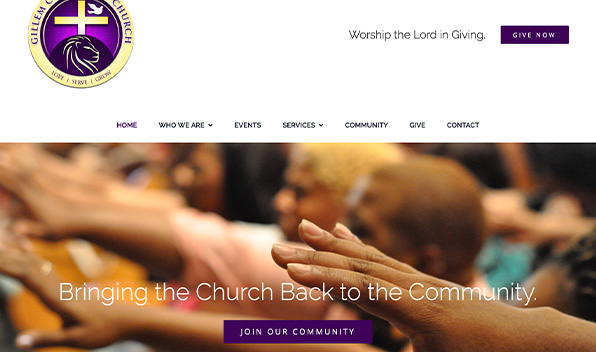 GILLEM C
CHURCH
LOVE | SERVE | GROW
Worship the Lord in Giving.
GIVE NOW
HOME WHO WE ARE EVENTS SERVICES COMMUNITY GIVE CONTACT
Bringing the Church Back to the Community.
JOIN OUR COMMUNITY